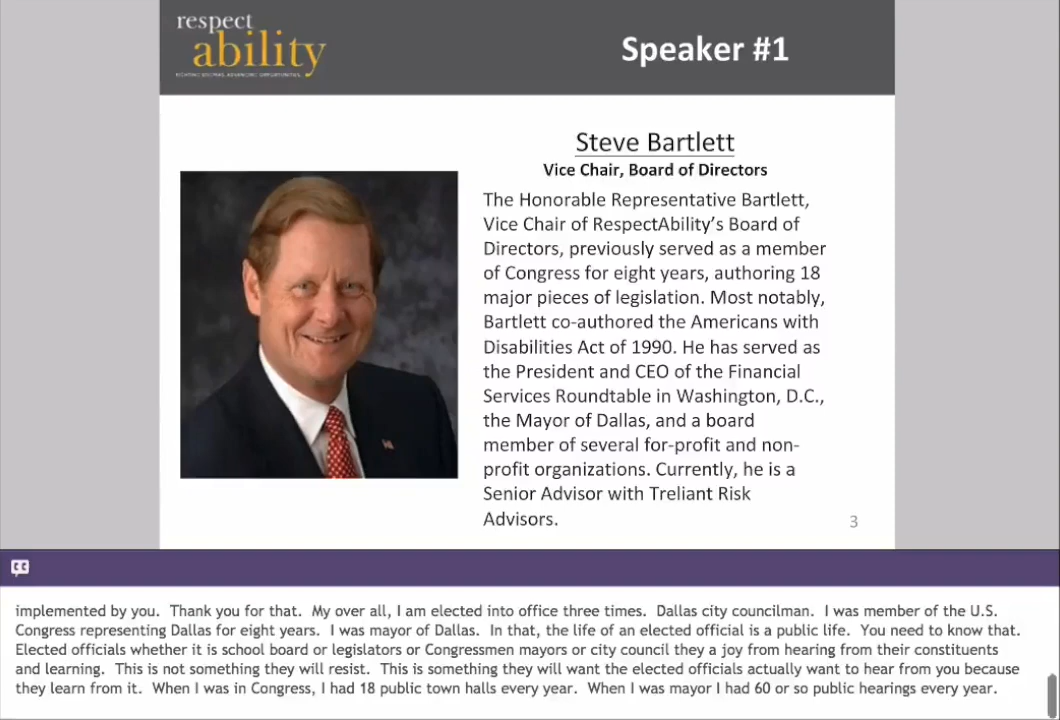 respect
ability
Speaker #1
Steve Bartlett
Vice Chair, Board of Directors
The Honorable Representative Bartlett,
Vice Chair of RespectAbility’s Board of
Directors, previously served as a member
of Congress for eight years, authoring 18
major pieces of legislation. Most notably,
Bartlett co-authored the Americans with
Disabilities Act of 1990. He has served as
the President and CEO of the Financial
Services Roundtable in Washington, D.C.,
the Mayor of Dallas, and a board
member of several for-profit and non-
profit organizations. Currently, he is a
Senior Advisor with Treliant Risk
Advisors.
3
implemented by you. Thank you for that. My over all, I am elected into office three times. Dallas city councilman. I was member of the U.S.
Congress representing Dallas for eight years. I was mayor of Dallas. In that, the life of an elected official is a public life. You need to know that.
Elected officials whether it is school board or legislators or Congressmen mayors or city council they a joy from hearing from their constituents
and learning. This is not something they will resist. This is something they will want the elected officials actually want to hear from you because
they learn from it. When I was in Congress, I had 18 public town halls every year. When I was mayor I had 60 or so public hearings every year.